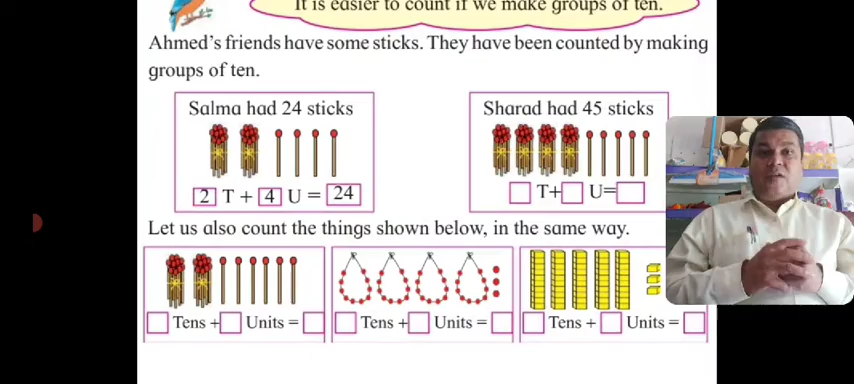 It is easier to count if we make groups of ten.
Ahmed's friends have some sticks. They have been counted by making
groups of ten.
Salma had 24 sticks
2 T + 4 U = 24
Sharad had 45 sticks
T+ U=
Let us also count the things shown below, in the same way.
Tens + Units =
Tens + Units =
Tens + Units =